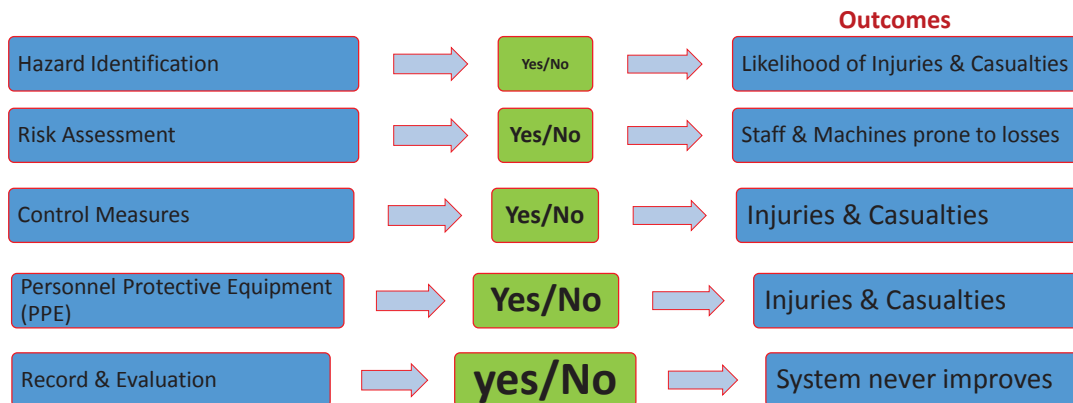 Outcomes
Hazard Identification
Yes/No
Likelihood of Injuries & Casualties
Risk Assessment
Yes/No
Staff & Machines prone to losses
Control Measures
Yes/No
Injuries & Casualties
Personnel Protective Equipment
(PPE)
Yes/No
Injuries & Casualties
Record & Evaluation
yes/No
System never improves